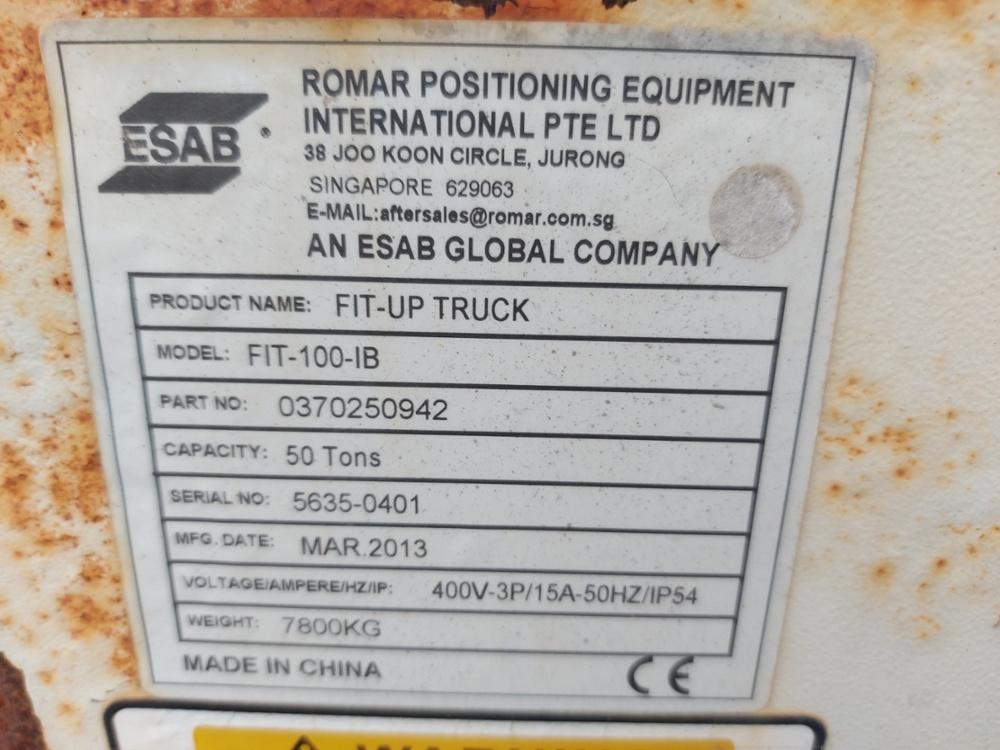 ESAB
ROMAR POSITIONING EQUIPMENT
INTERNATIONAL PTE LTD
38 JOO KOON CIRCLE, JURONG
SINGAPORE 629063
E-MAIL:aftersales@romar.com.sg
AN ESAB GLOBAL COMPANY
PRODUCT NAME: FIT-UP TRUCK
MODEL: FIT-100-IB
PART NO: 0370250942
CAPACITY: 50 Tons
SERIAL NO: 5635-0401
MFG. DATE: MAR.2013
VOLTAGE/AMPERE/HZ/IP: 400V-3P/15A-50HZ/IP54
WEIGHT: 7800KG
MADE IN CHINA CE